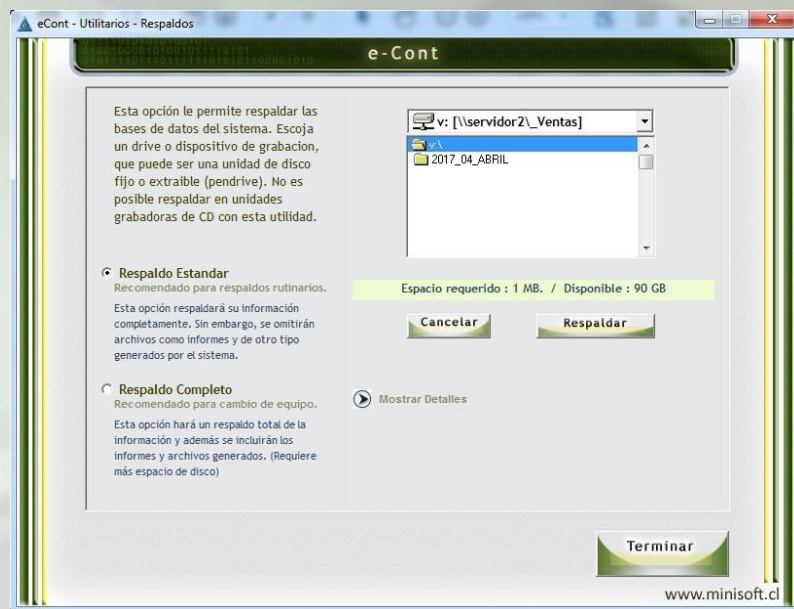 eCont - Utilitarios - Respaldos
e-Cont
Esta opción le permite respaldar las
bases de datos del sistema. Escoja
un drive o dispositivo de grabacion,
que puede ser una unidad de disco
fijo o extraible (pendrive). No es
posible respaldar en unidades
grabadoras de CD con esta utilidad.
v: [\\servidor2\_Ventas]
v:\
2017_04_ABRIL
Respaldo Estandar
Recomendado para respaldos rutinarios.
Esta opción respaldará su información
completamente. Sin embargo, se omitirán
archivos como informes y de otro tipo
generados por el sistema.
Espacio requerido : 1 MB. / Disponible : 90 GB
Cancelar
Respaldar
Respaldo Completo
Recomendado para cambio de equipo.
Esta opción hará un respaldo total de la
información y además se incluirán los
informes y archivos generados. (Requiere
más espacio de disco)
Mostrar Detalles
Terminar
www.minisoft.cl